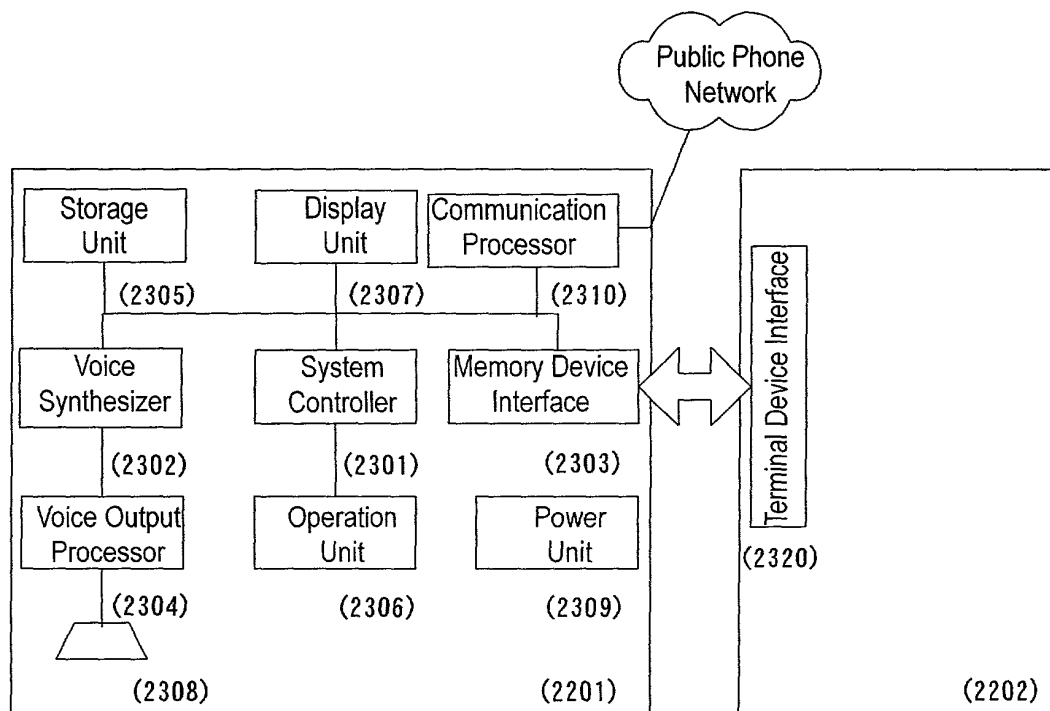 Public Phone
Network
Storage
Unit
Display
Unit
Communication
Processor
(2305)
(2307)
(2310)
Voice
Synthesizer
System
Controller
Memory Device
Interface
Terminal Device Interface
(2302)
(2301)
(2303)
Voice Output
Processor
Operation
Unit
Power
Unit
(2320)
(2304)
(2306)
(2309)
(2308)
(2201)
(2202)